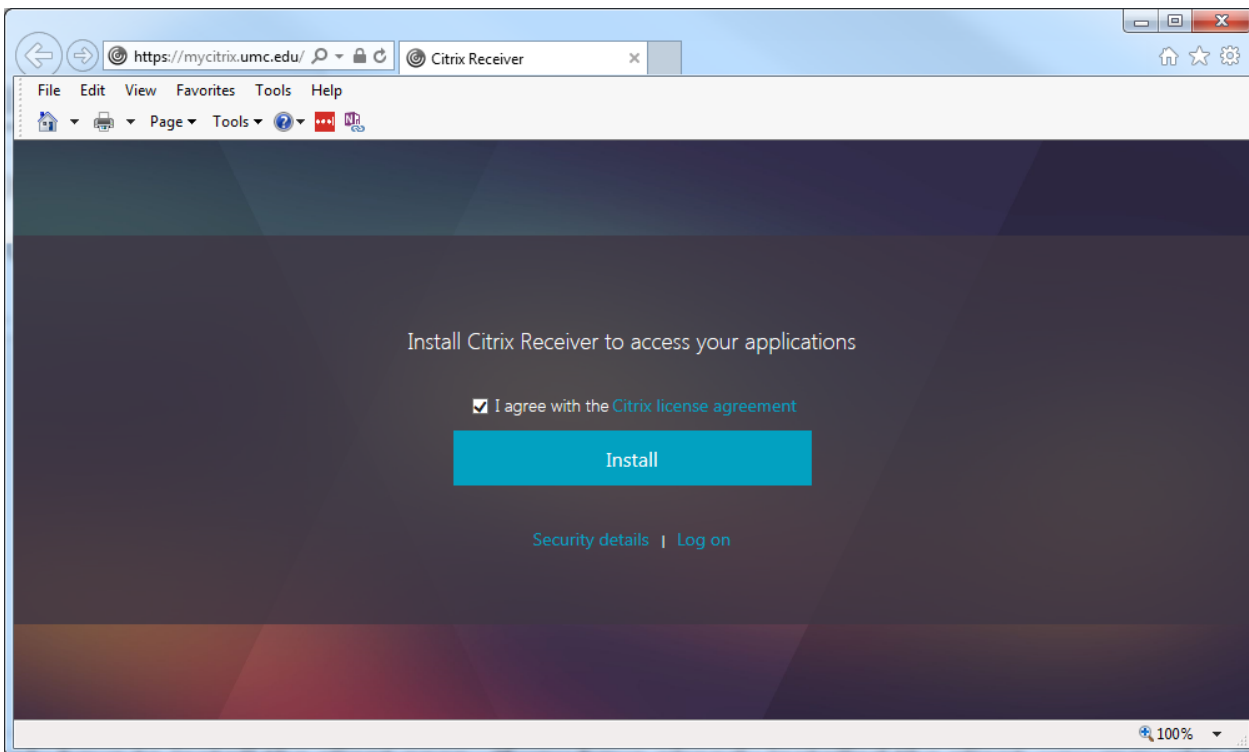 https://mycitrix.umc.edu/
Citrix Receiver
File Edit View Favorites Tools Help
Page Tools
Install Citrix Receiver to access your applications
I agree with the Citrix license agreement
Install
Security details | Log on
100%